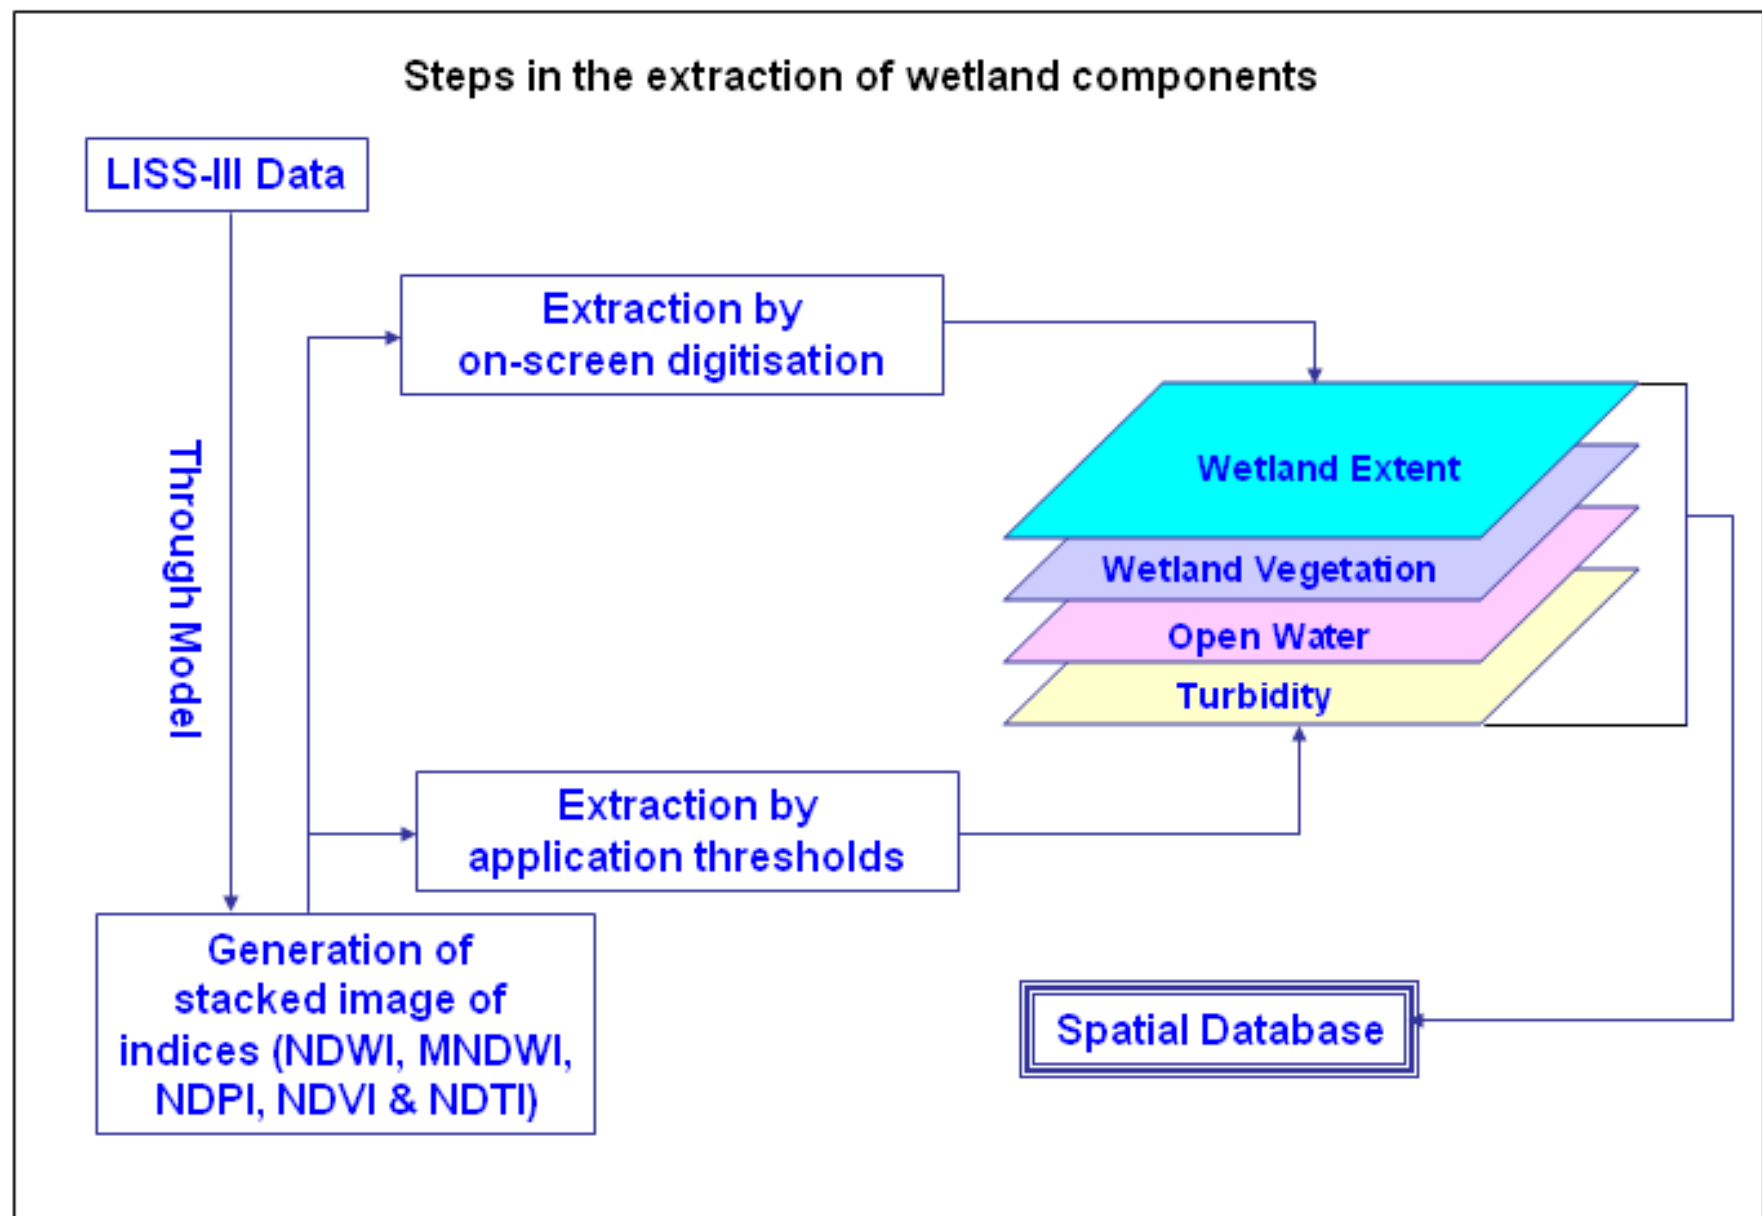 Steps in the extraction of wetland components
LISS-III Data
Through Model
Generation of
stacked image of
indices (NDWI, MNDWI,
NDPI, NDVI & NDTI)
Extraction by
on-screen digitisation
Extraction by
application thresholds
Wetland Extent
Wetland Vegetation
Open Water
Turbidity
Spatial Database